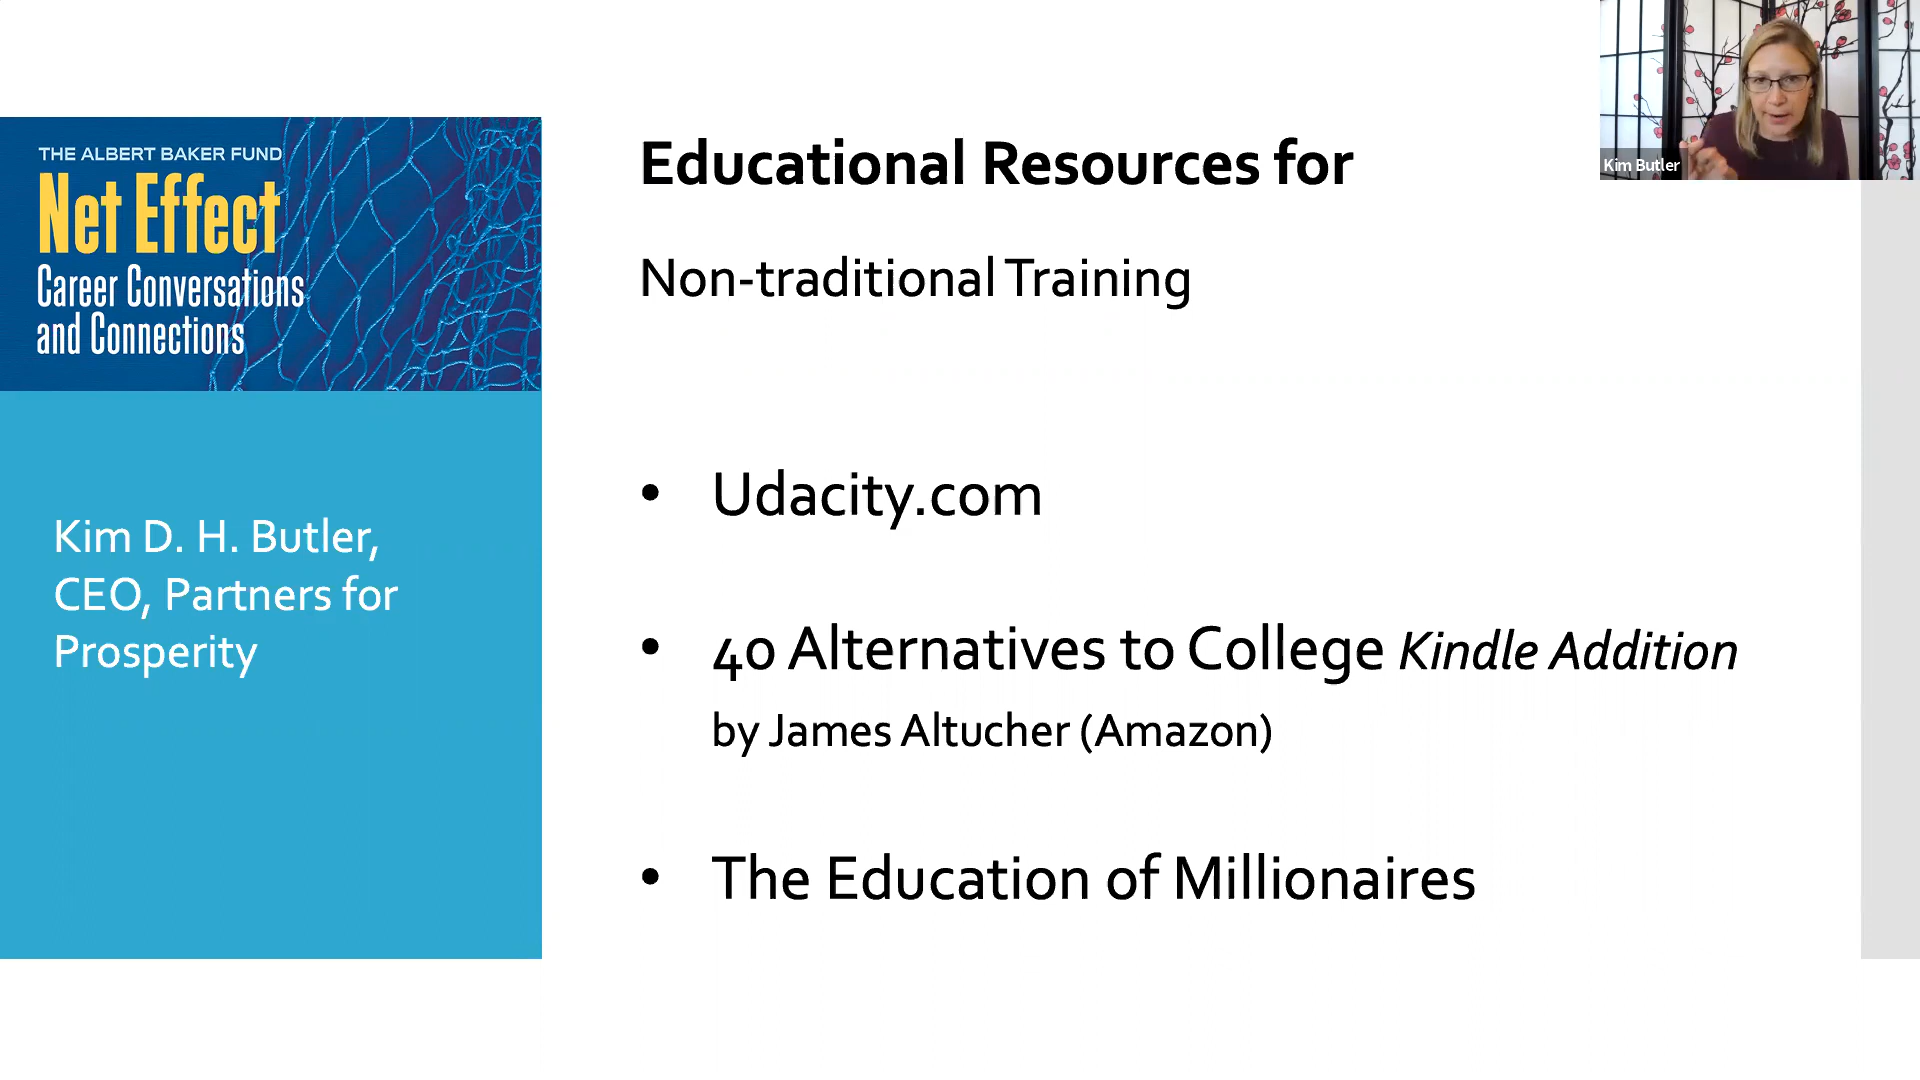 THE ALBERT BAKER FUND
Net Effect
Career Conversations
and Connections
Kim D. H. Butler,
CEO, Partners for
Prosperity
Educational Resources for
Non-traditional Training
• Udacity.com
• 40 Alternatives to College Kindle Addition
by James Altucher (Amazon)
• The Education of Millionaires
Kim Butler